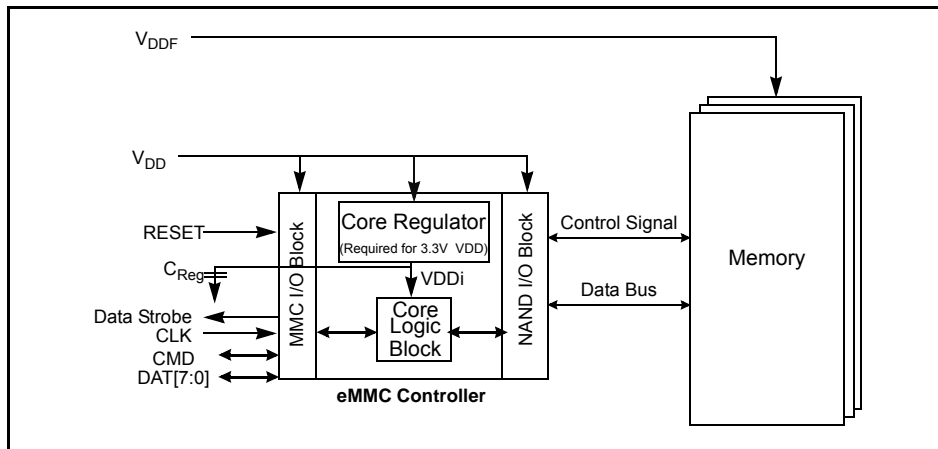 VDDF
VDD
RESET
CReg
Data Strobe
CLK
CMD
DAT[7:0]
MMC I/O Block
Core Regulator
(Required for 3.3V VDD)
VDDi
Core
Logic
Block
NAND I/O Block
Control Signal
Data Bus
Memory
eMMC Controller